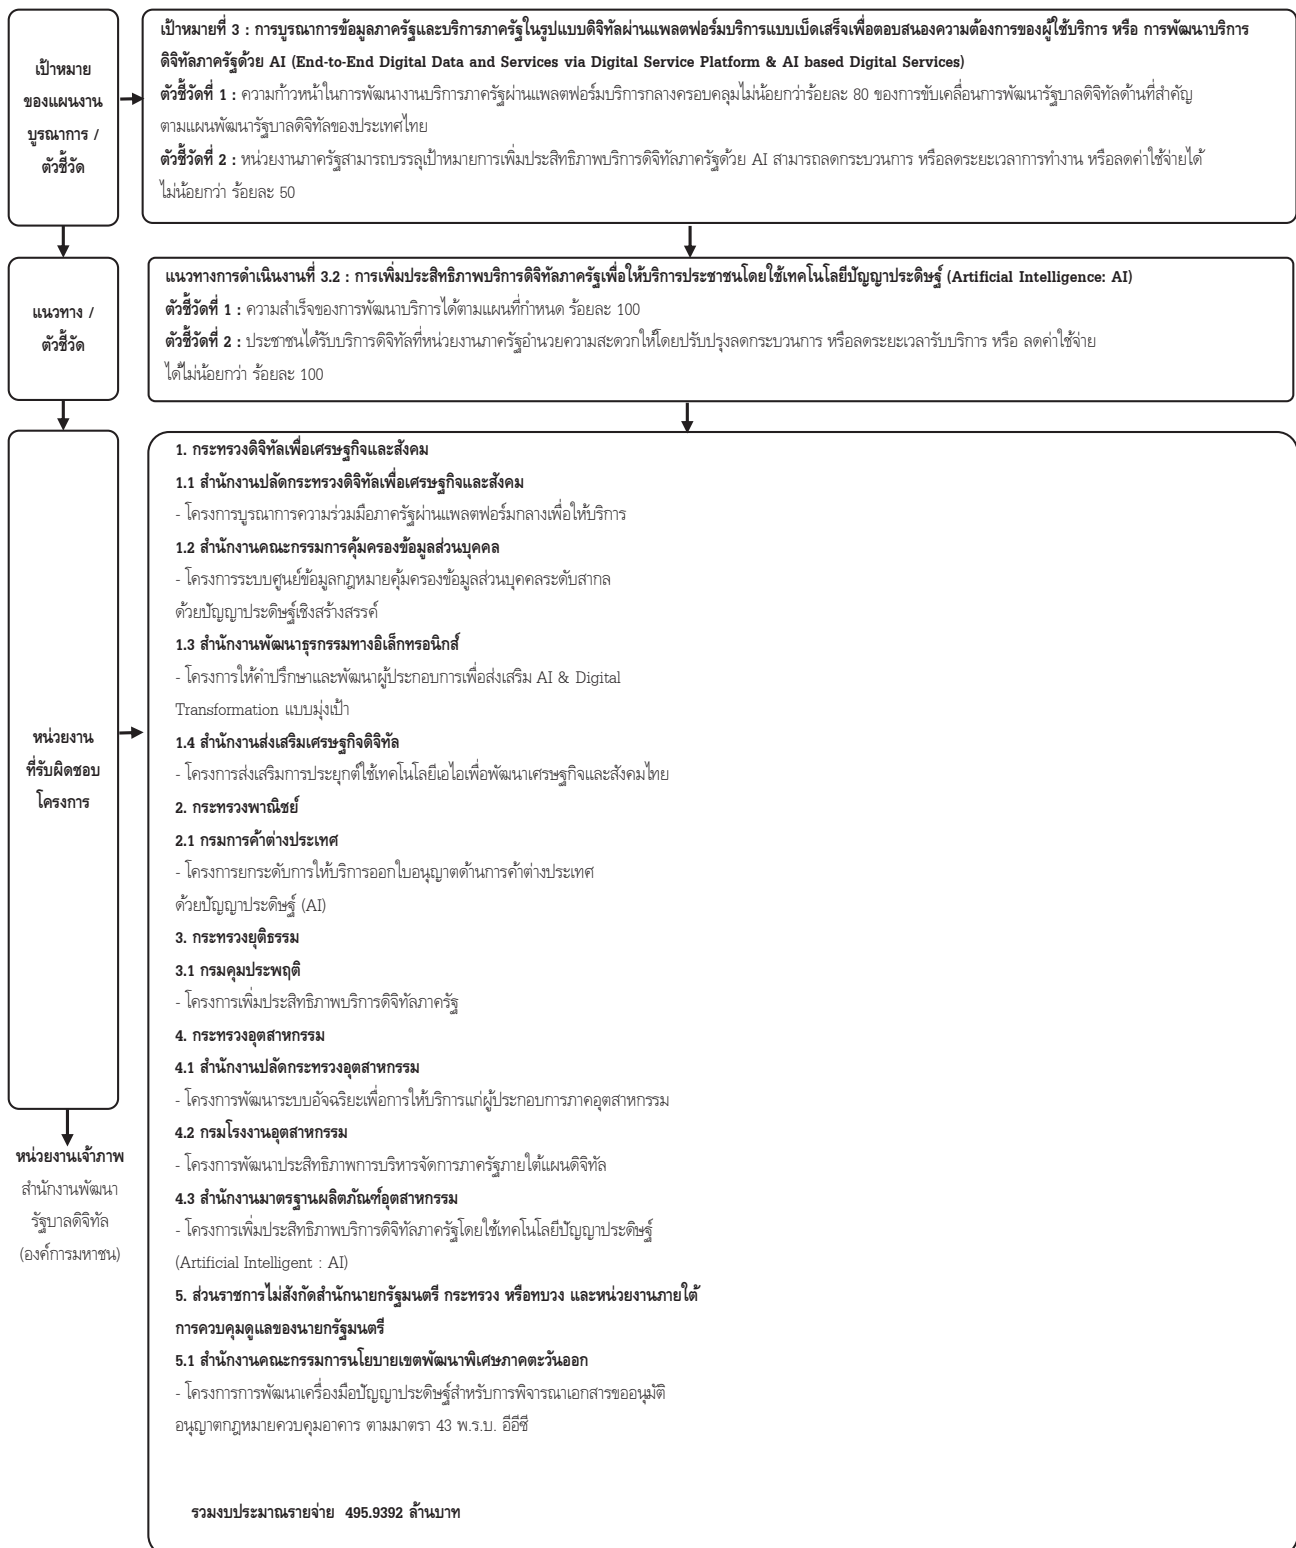 เป้าหมาย
ของแผนงาน
บูรณาการ /
ตัวชี้วัด
เป้าหมายที่ 3 : การบูรณาการข้อมูลภาครัฐและบริการภาครัฐในรูปแบบดิจิทัลผ่านแพลตฟอร์มบริการแบบเบ็ดเสร็จเพื่อตอบสนองความต้องการของผู้ใช้บริการ หรือ การพัฒนาบริการ
ดิจิทัลภาครัฐด้วย AI (End-to-End Digital Data and Services via Digital Service Platform & AI based Digital Services)
ตัวชี้วัดที่ 1 : ความก้าวหน้าในการพัฒนางานบริการภาครัฐผ่านแพลตฟอร์มบริการกลางครอบคลุมไม่น้อยกว่าร้อยละ 80 ของการขับเคลื่อนการพัฒนารัฐบาลดิจิทัลด้านที่สำคัญ
ตามแผนพัฒนารัฐบาลดิจิทัลของประเทศไทย
ตัวชี้วัดที่ 2 : หน่วยงานภาครัฐสามารถบรรลุเป้าหมายการเพิ่มประสิทธิภาพบริการดิจิทัลภาครัฐด้วย AI สามารถลดกระบวนการ หรือลดระยะเวลาการทำงาน หรือลดค่าใช้จ่ายได้
ไม่น้อยกว่า ร้อยละ 50
แนวทาง /
ตัวชี้วัด
แนวทางการดำเนินงานที่ 3.2 : การเพิ่มประสิทธิภาพบริการดิจิทัลภาครัฐเพื่อให้บริการประชาชนโดยใช้เทคโนโลยีปัญญาประดิษฐ์ (Artificial Intelligence: AI)
ตัวชี้วัดที่ 1 : ความสำเร็จของการพัฒนาบริการได้ตามแผนที่กำหนด ร้อยละ 100
ตัวชี้วัดที่ 2 : ประชาชนได้รับบริการดิจิทัลที่หน่วยงานภาครัฐอำนวยความสะดวกให้โดยปรับปรุงลดกระบวนการ หรือลดระยะเวลารับบริการ หรือ ลดค่าใช้จ่าย
ได้ไม่น้อยกว่า ร้อยละ 100
หน่วยงาน
ที่รับผิดชอบ
โครงการ
1. กระทรวงดิจิทัลเพื่อเศรษฐกิจและสังคม
1.1 สำนักงานปลัดกระทรวงดิจิทัลเพื่อเศรษฐกิจและสังคม
- โครงการบูรณาการความร่วมมือภาครัฐผ่านแพลตฟอร์มกลางเพื่อให้บริการ
1.2 สำนักงานคณะกรรมการคุ้มครองข้อมูลส่วนบุคคล
- โครงการระบบศูนย์ข้อมูลกฎหมายคุ้มครองข้อมูลส่วนบุคคลระดับสากล
ด้วยปัญญาประดิษฐ์เชิงสร้างสรรค์
1.3 สำนักงานพัฒนาธุรกรรมทางอิเล็กทรอนิกส์
- โครงการให้คำปรึกษาและพัฒนาผู้ประกอบการเพื่อส่งเสริม AI & Digital
Transformation แบบมุ่งเป้า
1.4 สำนักงานส่งเสริมเศรษฐกิจดิจิทัล
- โครงการส่งเสริมการประยุกต์ใช้เทคโนโลยีเอไอเพื่อพัฒนาเศรษฐกิจและสังคมไทย
2. กระทรวงพาณิชย์
2.1 กรมการค้าต่างประเทศ
- โครงการยกระดับการให้บริการออกใบอนุญาตด้านการค้าต่างประเทศ
ด้วยปัญญาประดิษฐ์ (AI)
3. กระทรวงยุติธรรม
3.1 กรมคุมประพฤติ
- โครงการเพิ่มประสิทธิภาพบริการดิจิทัลภาครัฐ
4. กระทรวงอุตสาหกรรม
4.1 สำนักงานปลัดกระทรวงอุตสาหกรรม
- โครงการพัฒนาระบบอัจฉริยะเพื่อการให้บริการแก่ผู้ประกอบการภาคอุตสาหกรรม
4.2 กรมโรงงานอุตสาหกรรม
- โครงการพัฒนาประสิทธิภาพการบริหารจัดการภาครัฐภายใต้แผนดิจิทัล
4.3 สำนักงานมาตรฐานผลิตภัณฑ์อุตสาหกรรม
- โครงการเพิ่มประสิทธิภาพบริการดิจิทัลภาครัฐโดยใช้เทคโนโลยีปัญญาประดิษฐ์
(Artificial Intelligent : AI)
5. ส่วนราชการไม่สังกัดสำนักนายกรัฐมนตรี กระทรวง หรือทบวง และหน่วยงานภายใต้
การควบคุมดูแลของนายกรัฐมนตรี
5.1 สำนักงานคณะกรรมการนโยบายเขตพัฒนาพิเศษภาคตะวันออก
- โครงการการพัฒนาเครื่องมือปัญญาประดิษฐ์สำหรับการพิจารณาเอกสารขออนุมัติ
อนุญาตกฎหมายควบคุมอาคาร ตามมาตรา 43 พ.ร.บ. อีอีซี
รวมงบประมาณรายจ่าย 495.9392 ล้านบาท
หน่วยงานเจ้าภาพ
สำนักงานพัฒนา
รัฐบาลดิจิทัล
(องค์การมหาชน)